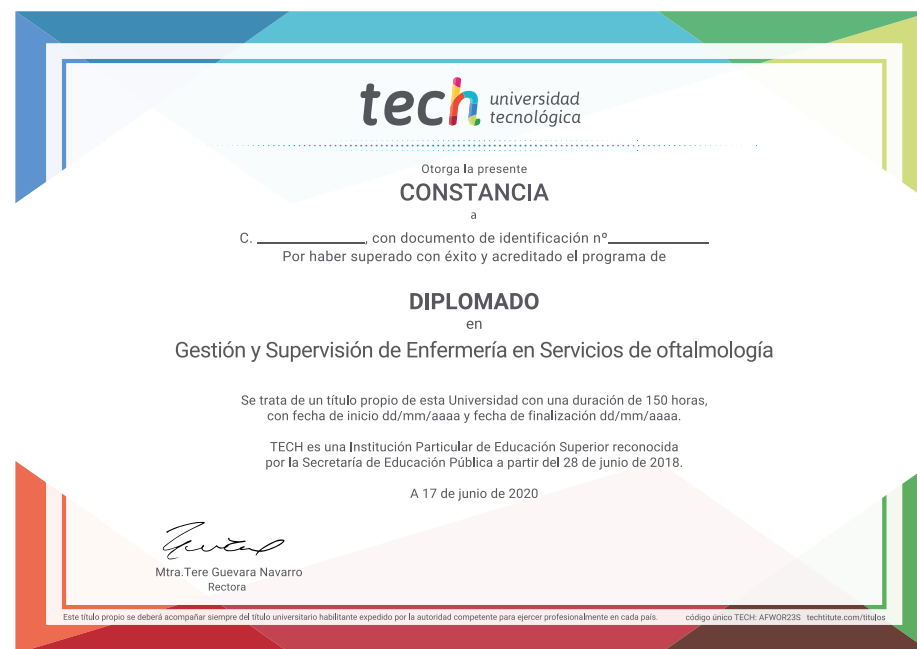 tech universidad
tecnológica
Otorga la presente
CONSTANCIA
a
C. ____________, con documento de identificación nº____________
Por haber superado con éxito y acreditado el programa de
DIPLOMADO
en
Gestión y Supervisión de Enfermería en Servicios de oftalmología
Se trata de un título propio de esta Universidad con una duración de 150 horas,
con fecha de inicio dd/mm/aaaa y fecha de finalización dd/mm/aaaa.
TECH es una Institución Particular de Educación Superior reconocida
por la Secretaría de Educación Pública a partir del 28 de junio de 2018.
A 17 de junio de 2020
Mtra.Tere Guevara Navarro
Rectora
Este título propio se deberá acompañar siempre del título universitario habilitante expedido por la autoridad competente para ejercer profesionalmente en cada país. código único TECH: AFWOR23S techtitute.com/titulos